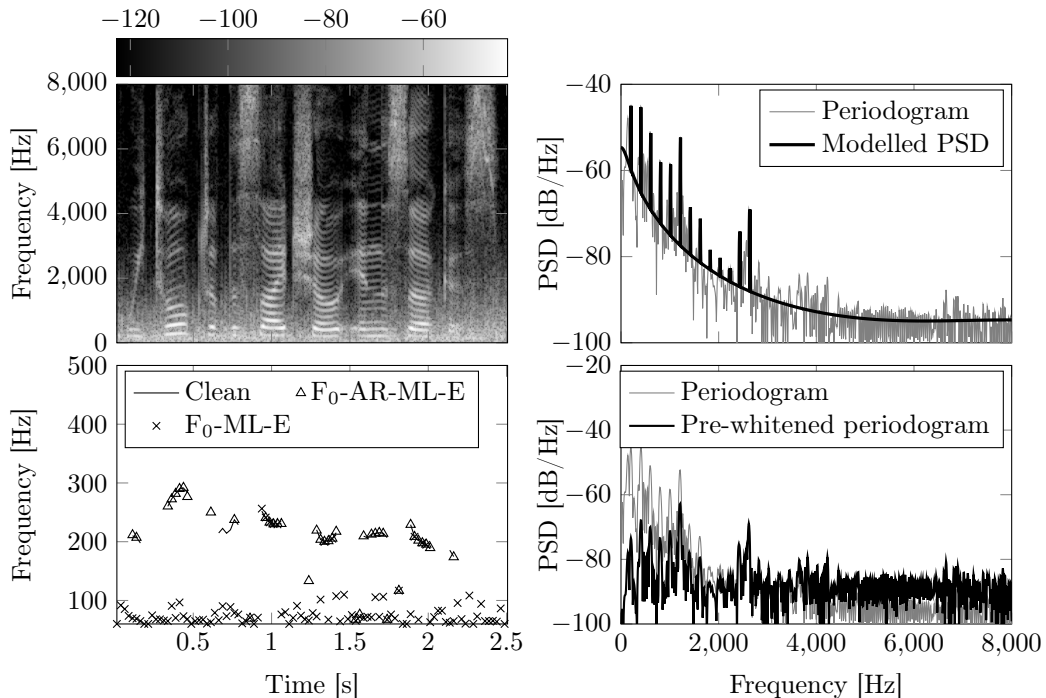 −120 −100 −80 −60
8,000
6,000
4,000
2,000
0
Frequency [Hz]
−40
−60
−80
−100
PSD [dB/Hz]
Periodogram
Modelled PSD
500
400
300
200
100
Frequency [Hz]
Clean
F₀-AR-ML-E
F₀-ML-E
0.5 1 1.5 2 2.5
Time [s]
−20
−40
−60
−80
−100
PSD [dB/Hz]
Periodogram
Pre-whitened periodogram
0 2,000 4,000 6,000 8,000
Frequency [Hz]